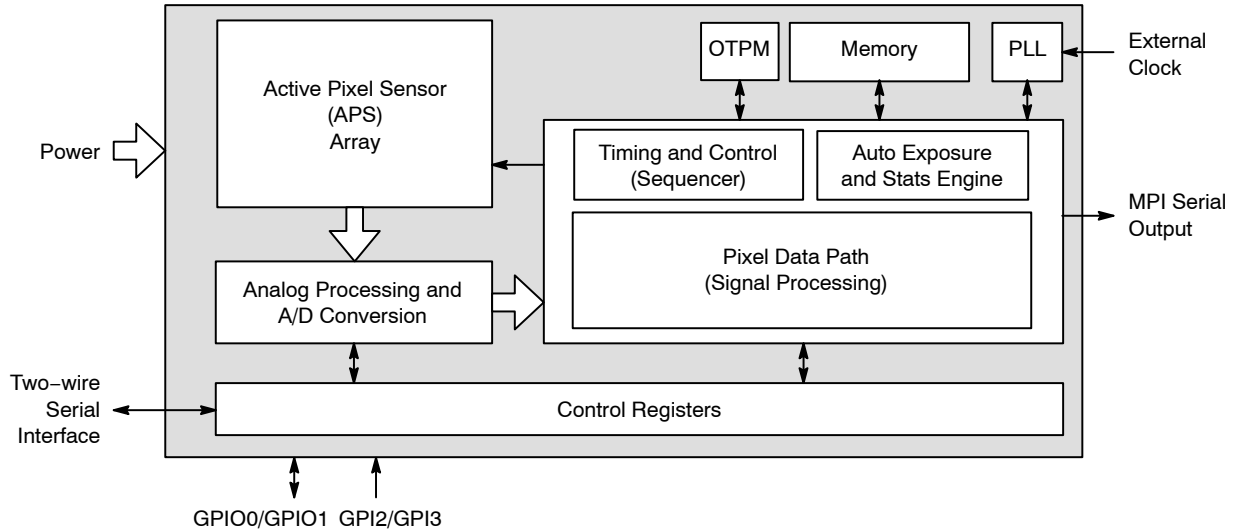 OTPM
Memory
PLL
External
Clock
Active Pixel Sensor
(APS)
Array
Power
Timing and Control
(Sequencer)
Auto Exposure
and Stats Engine
MPI Serial
Output
Pixel Data Path
(Signal Processing)
Analog Processing and
A/D Conversion
Two−wire
Serial
Interface
Control Registers
GPIO0/GPIO1
GPI2/GPI3